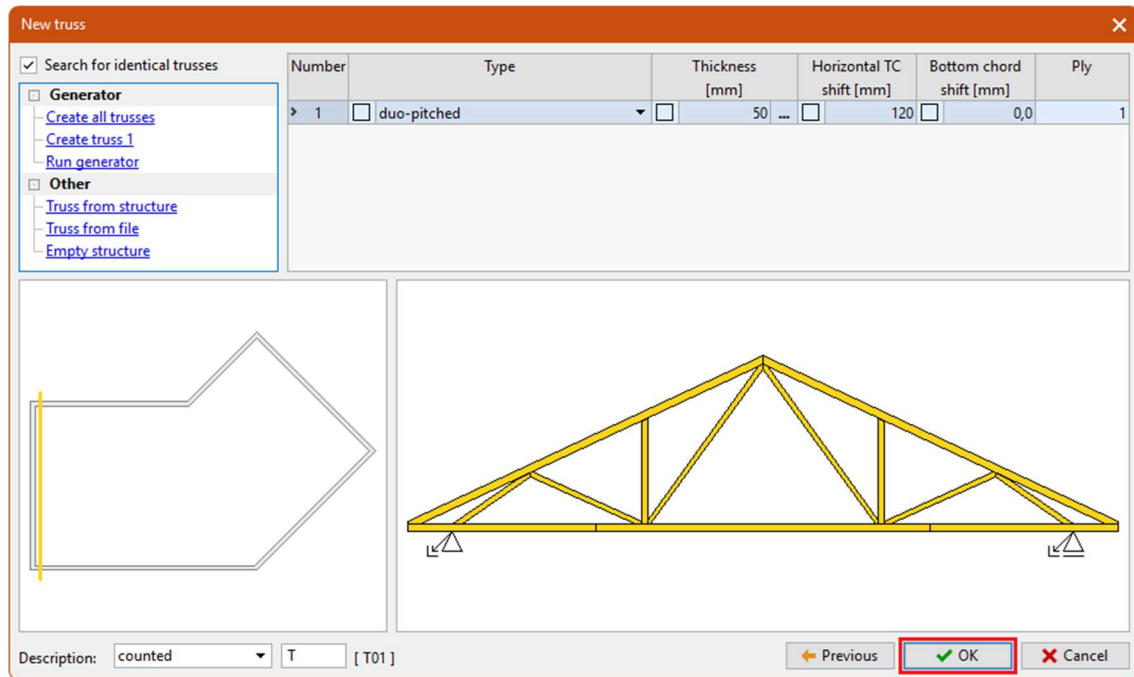 New truss
Search for identical trusses
Generator
Create all trusses
Create truss 1
Run generator
Other
Truss from structure
Truss from file
Empty structure
Number Type Thickness [mm] Horizontal TC shift [mm] Bottom chord shift [mm] Ply
1 duo-pitched 50 ... 120 0,0 1
Description: counted T [ T01 ] Previous OK Cancel